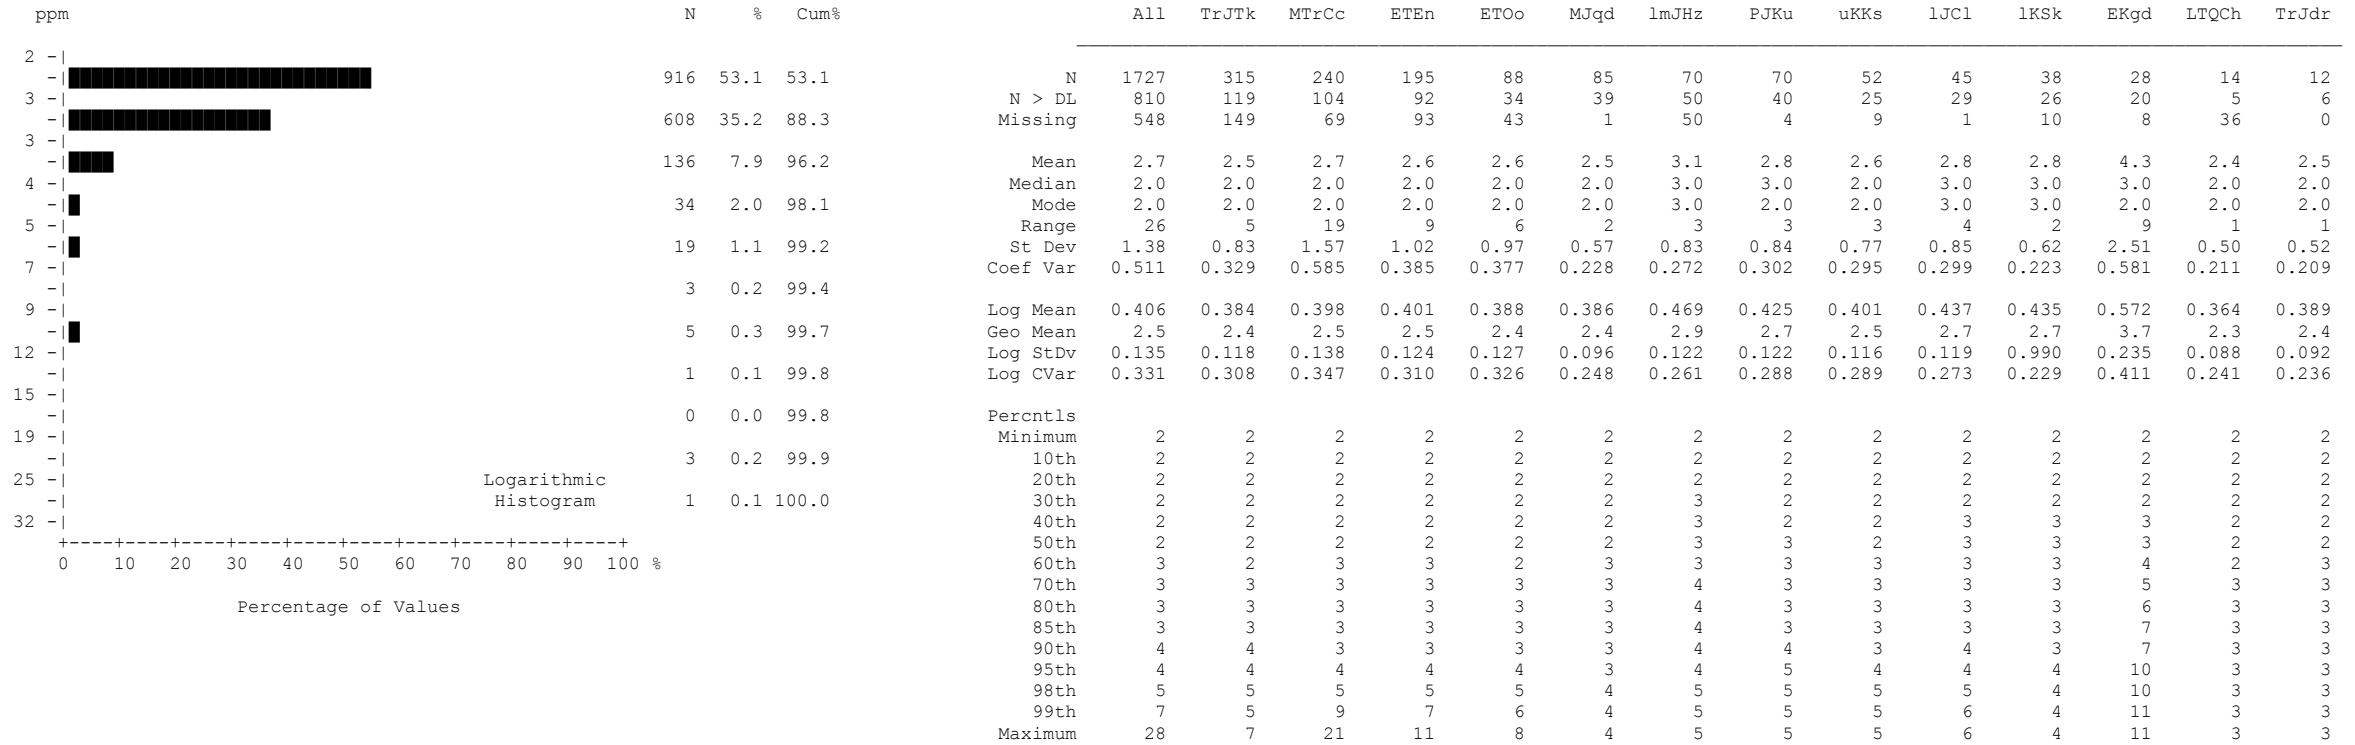 ppm N % Cum% All TrJTk MTrCc ETEn ETOo MJqd lmJHz PJKu uKKs lJCl lKSk EKgd LTQCh TrJdr
2 -|
-| 916 53.1 53.1 N 1727 315 240 195 88 85 70 70 52 45 38 28 14 12
3 -| N > DL 810 119 104 92 34 39 50 40 25 29 26 20 5 6
-| 608 35.2 88.3 Missing 548 149 69 93 43 1 50 4 9 1 10 8 36 0
3 -|
-| 136 7.9 96.2 Mean 2.7 2.5 2.7 2.6 2.6 2.5 3.1 2.8 2.6 2.8 2.8 4.3 2.4 2.5
4 -| Median 2.0 2.0 2.0 2.0 2.0 2.0 3.0 3.0 2.0 3.0 3.0 3.0 2.0 2.0
-| 34 2.0 98.1 Mode 2.0 2.0 2.0 2.0 2.0 2.0 3.0 2.0 2.0 3.0 3.0 2.0 2.0 2.0
5 -| Range 26 5 19 9 6 2 3 3 3 4 2 9 1 1
-| 19 1.1 99.2 St Dev 1.38 0.83 1.57 1.02 0.97 0.57 0.83 0.84 0.77 0.85 0.62 2.51 0.50 0.52
7 -| Coef Var 0.511 0.329 0.585 0.385 0.377 0.228 0.272 0.302 0.295 0.299 0.223 0.581 0.211 0.209
-| 3 0.2 99.4
9 -| Log Mean 0.406 0.384 0.398 0.401 0.388 0.386 0.469 0.425 0.401 0.437 0.435 0.572 0.364 0.389
-| 5 0.3 99.7 Geo Mean 2.5 2.4 2.5 2.5 2.4 2.4 2.9 2.7 2.5 2.7 2.7 3.7 2.3 2.4
12 -| Log StDv 0.135 0.118 0.138 0.124 0.127 0.096 0.122 0.122 0.116 0.119 0.990 0.235 0.088 0.092
-| 1 0.1 99.8 Log CVar 0.331 0.308 0.347 0.310 0.326 0.248 0.261 0.288 0.289 0.273 0.229 0.411 0.241 0.236
15 -|
-| 0 0.0 99.8 Percntls
19 -| Minimum 2 2 2 2 2 2 2 2 2 2 2 2 2 2
-| 3 0.2 99.9 10th 2 2 2 2 2 2 2 2 2 2 2 2 2 2
25 -| Logarithmic 20th 2 2 2 2 2 2 2 2 2 2 2 2 2 2
-| Histogram 1 0.1 100.0 30th 2 2 2 2 2 2 3 2 2 2 2 2 2 2
32 -| 40th 2 2 2 2 2 2 3 2 2 3 3 3 2 2
+----+----+----+----+----+----+----+----+----+----+ 50th 2 2 2 2 2 2 3 3 2 3 3 3 2 2
0 10 20 30 40 50 60 70 80 90 100 % 60th 3 2 3 3 2 3 3 3 3 3 3 4 2 3
70th 3 3 3 3 3 3 4 3 3 3 3 5 3 3
Percentage of Values 80th 3 3 3 3 3 3 4 3 3 3 3 6 3 3
85th 3 3 3 3 3 3 4 3 3 3 3 7 3 3
90th 4 4 3 3 3 3 4 4 3 4 3 7 3 3
95th 4 4 4 4 4 3 4 5 4 4 4 10 3 3
98th 5 5 5 5 5 4 5 5 5 5 4 10 3 3
99th 7 5 9 7 6 4 5 5 5 6 4 11 3 3
Maximum 28 7 21 11 8 4 5 5 5 6 4 11 3 3